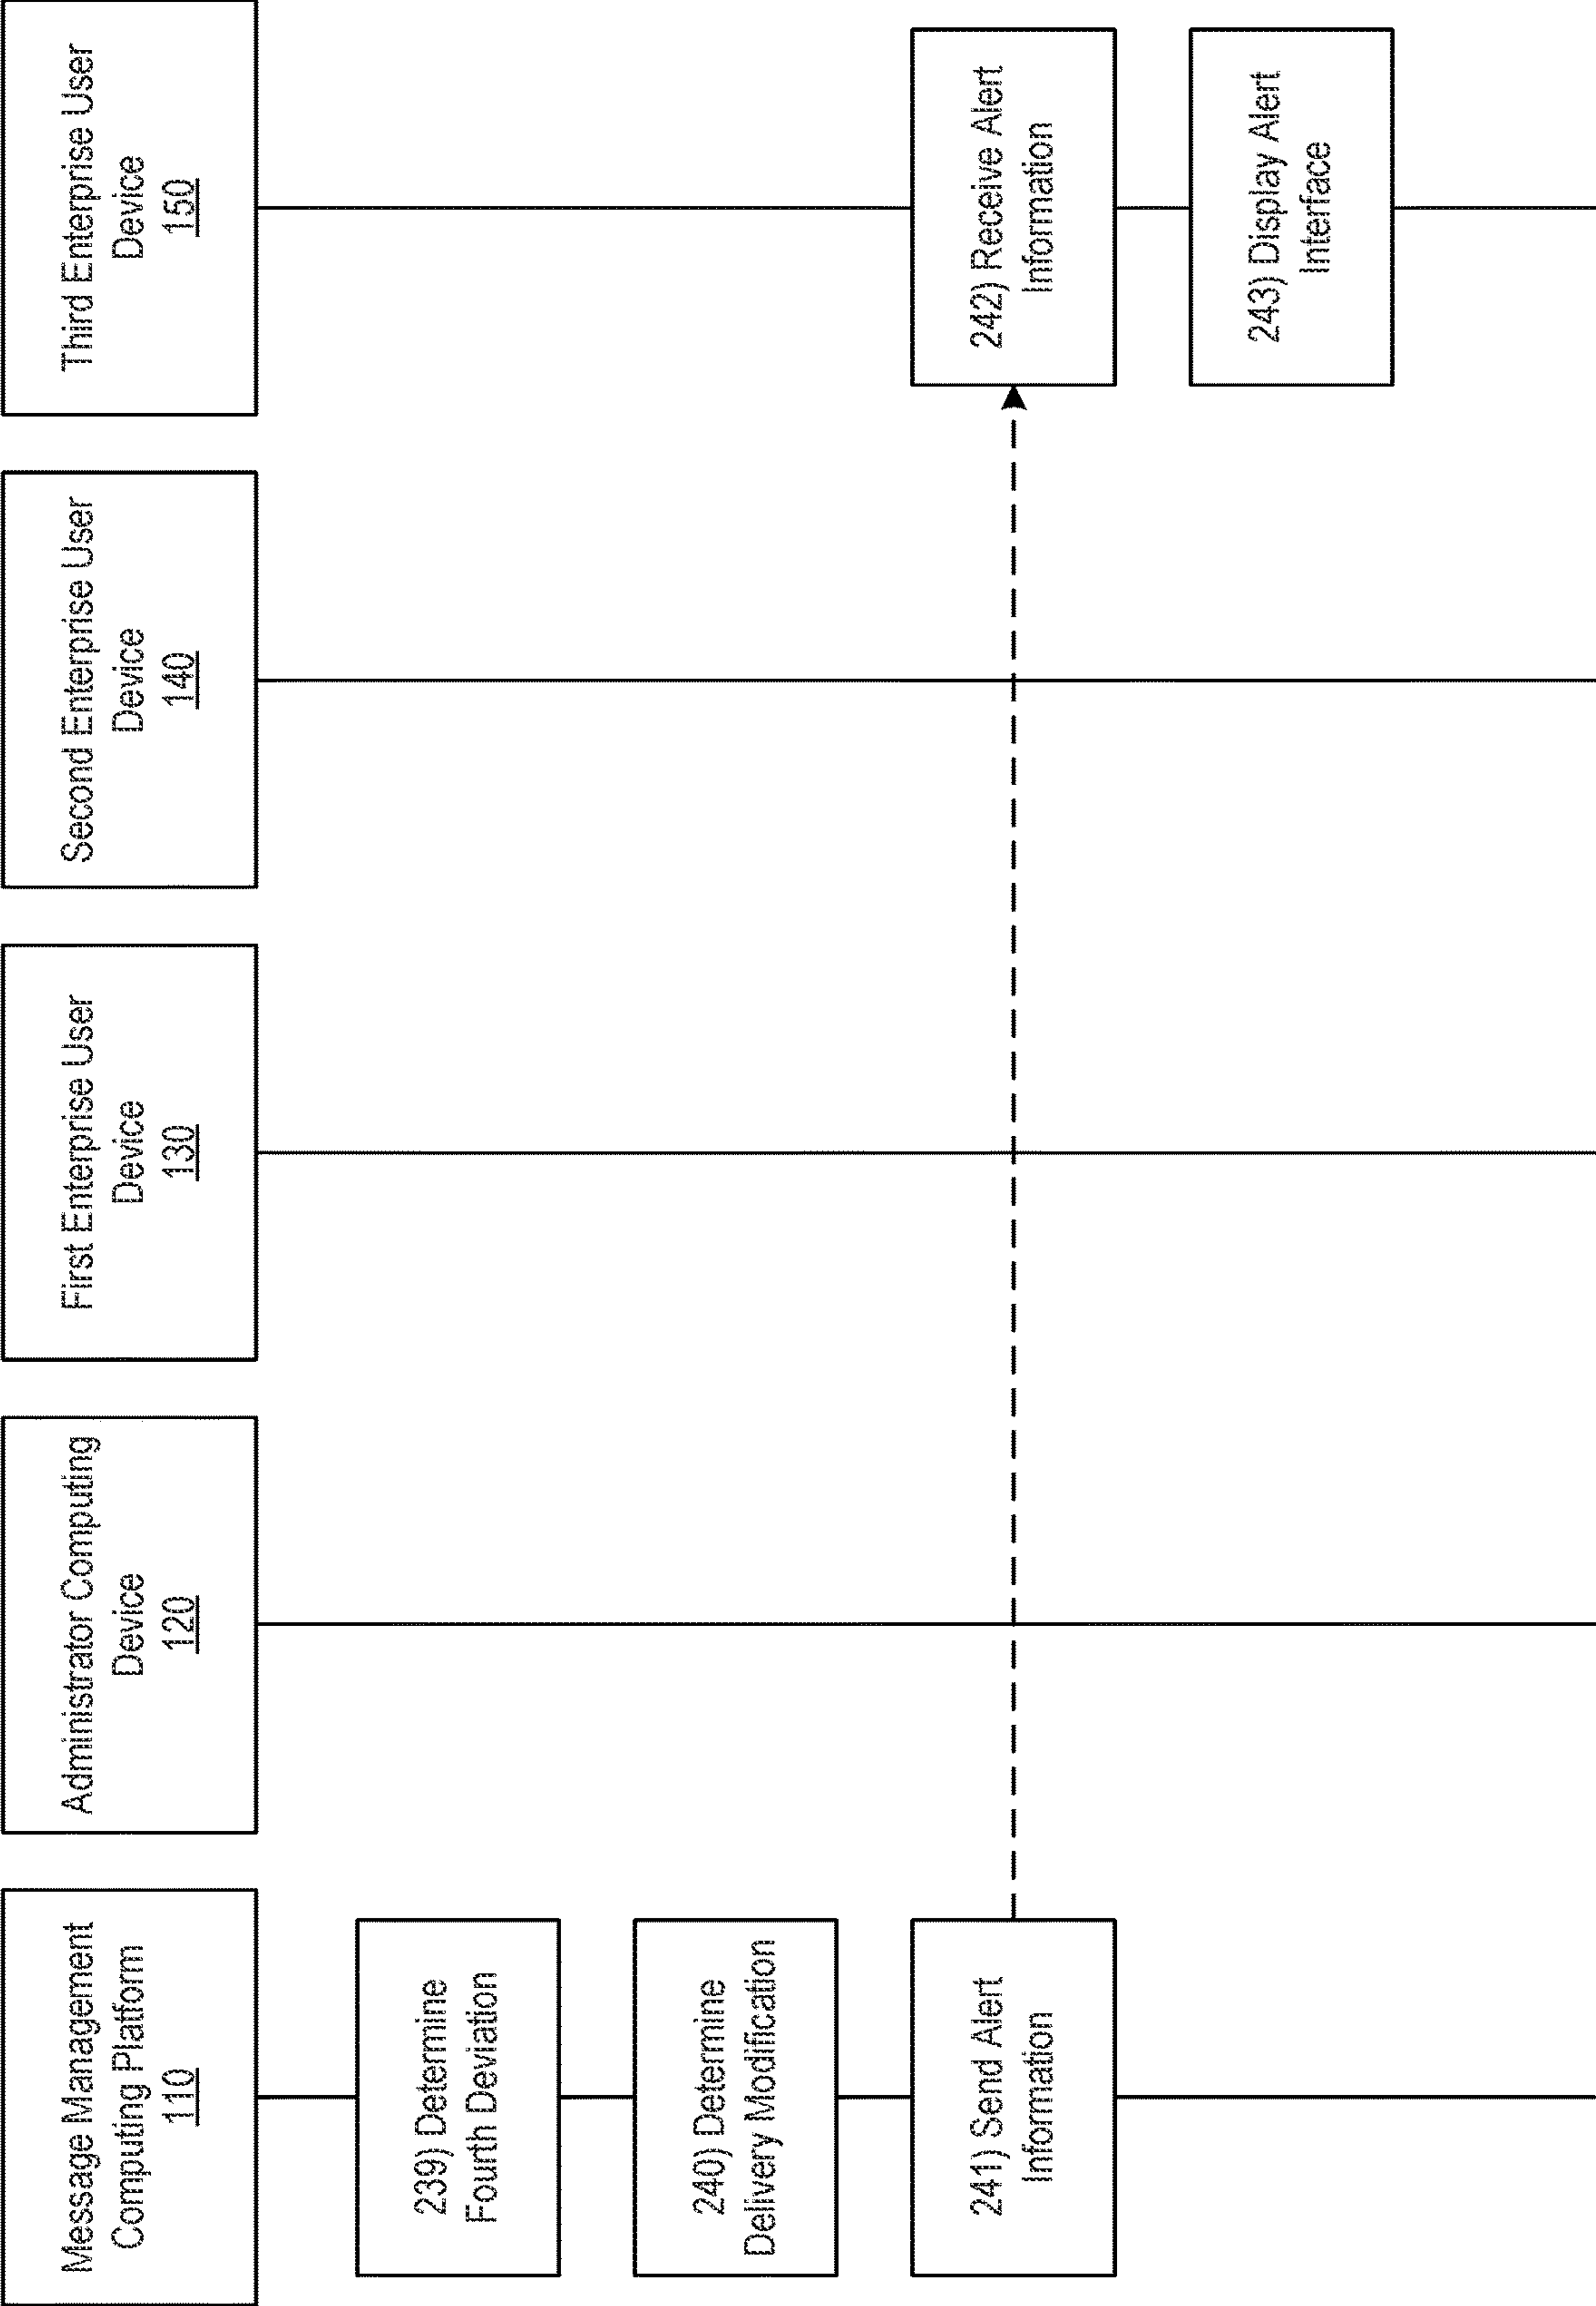 Message Management
Computing Platform
110
Administrator Computing
Device
120
First Enterprise User
Device
130
Second Enterprise User
Device
140
Third Enterprise User
Device
150
239) Determine
Fourth Deviation
240) Determine
Delivery Modification
241) Send Alert
Information
242) Receive Alert
Information
243) Display Alert
Interface